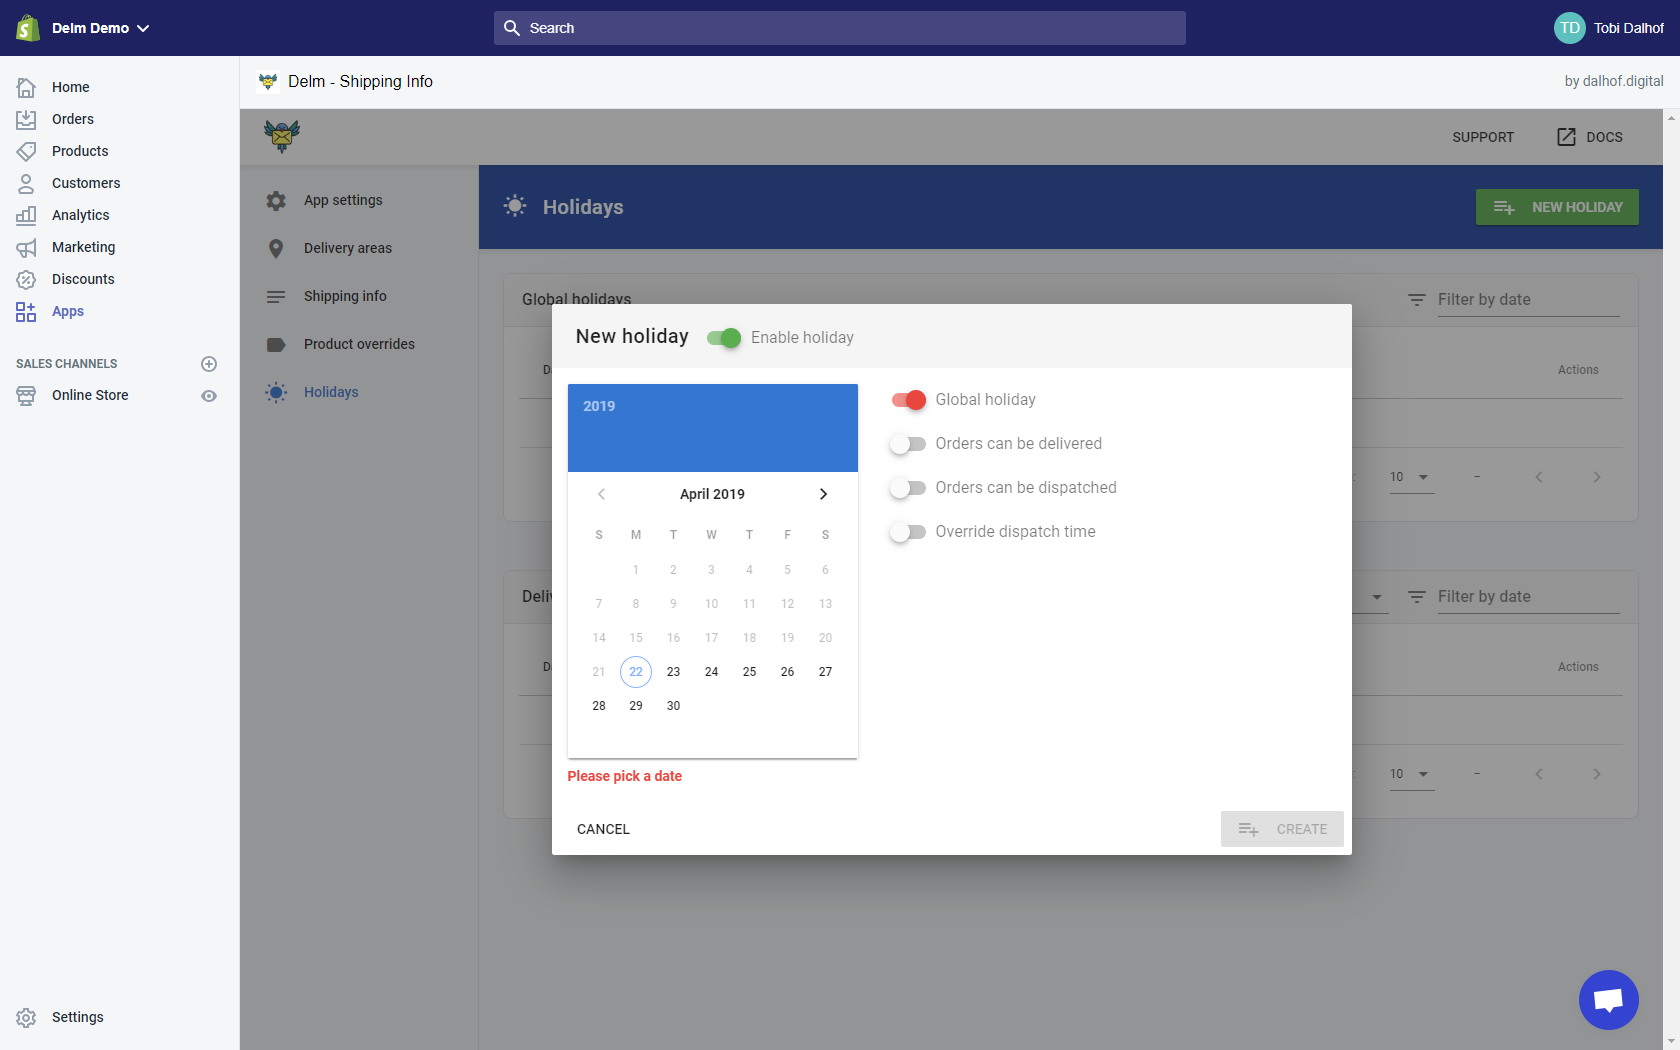 Delm Demo
Search
TD
Tobi Dalhof
Home
Orders
Products
Customers
Analytics
Marketing
Discounts
Apps
SALES CHANNELS
Online Store
Settings
Delm - Shipping Info
by dalhof.digital
SUPPORT
DOCS
App settings
Delivery areas
Shipping info
Product overrides
Holidays
Holidays
NEW HOLIDAY
Global holidays
Filter by date
Actions
10
–
Filter by date
Actions
10
–
New holiday
Enable holiday
2019
April 2019
S M T W T F S
1 2 3 4 5 6
7 8 9 10 11 12 13
14 15 16 17 18 19 20
21 22 23 24 25 26 27
28 29 30
Please pick a date
Global holiday
Orders can be delivered
Orders can be dispatched
Override dispatch time
CANCEL
CREATE